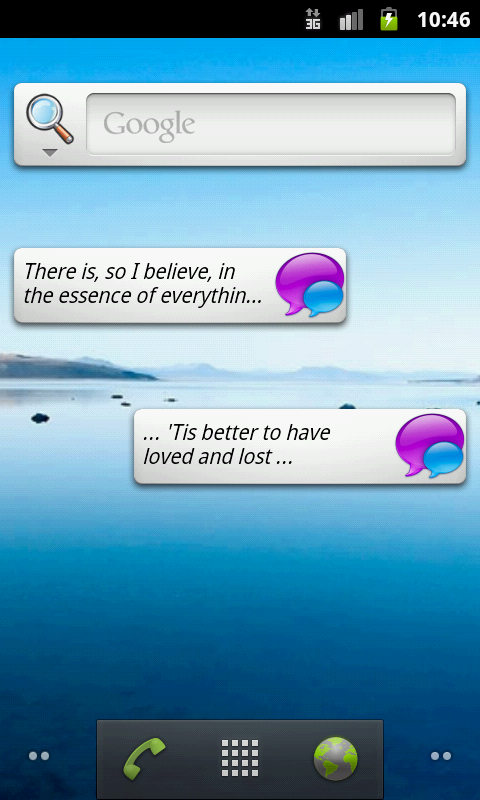 3G 10:46
Google
There is, so I believe, in
the essence of everythin...
... 'Tis better to have
loved and lost ...